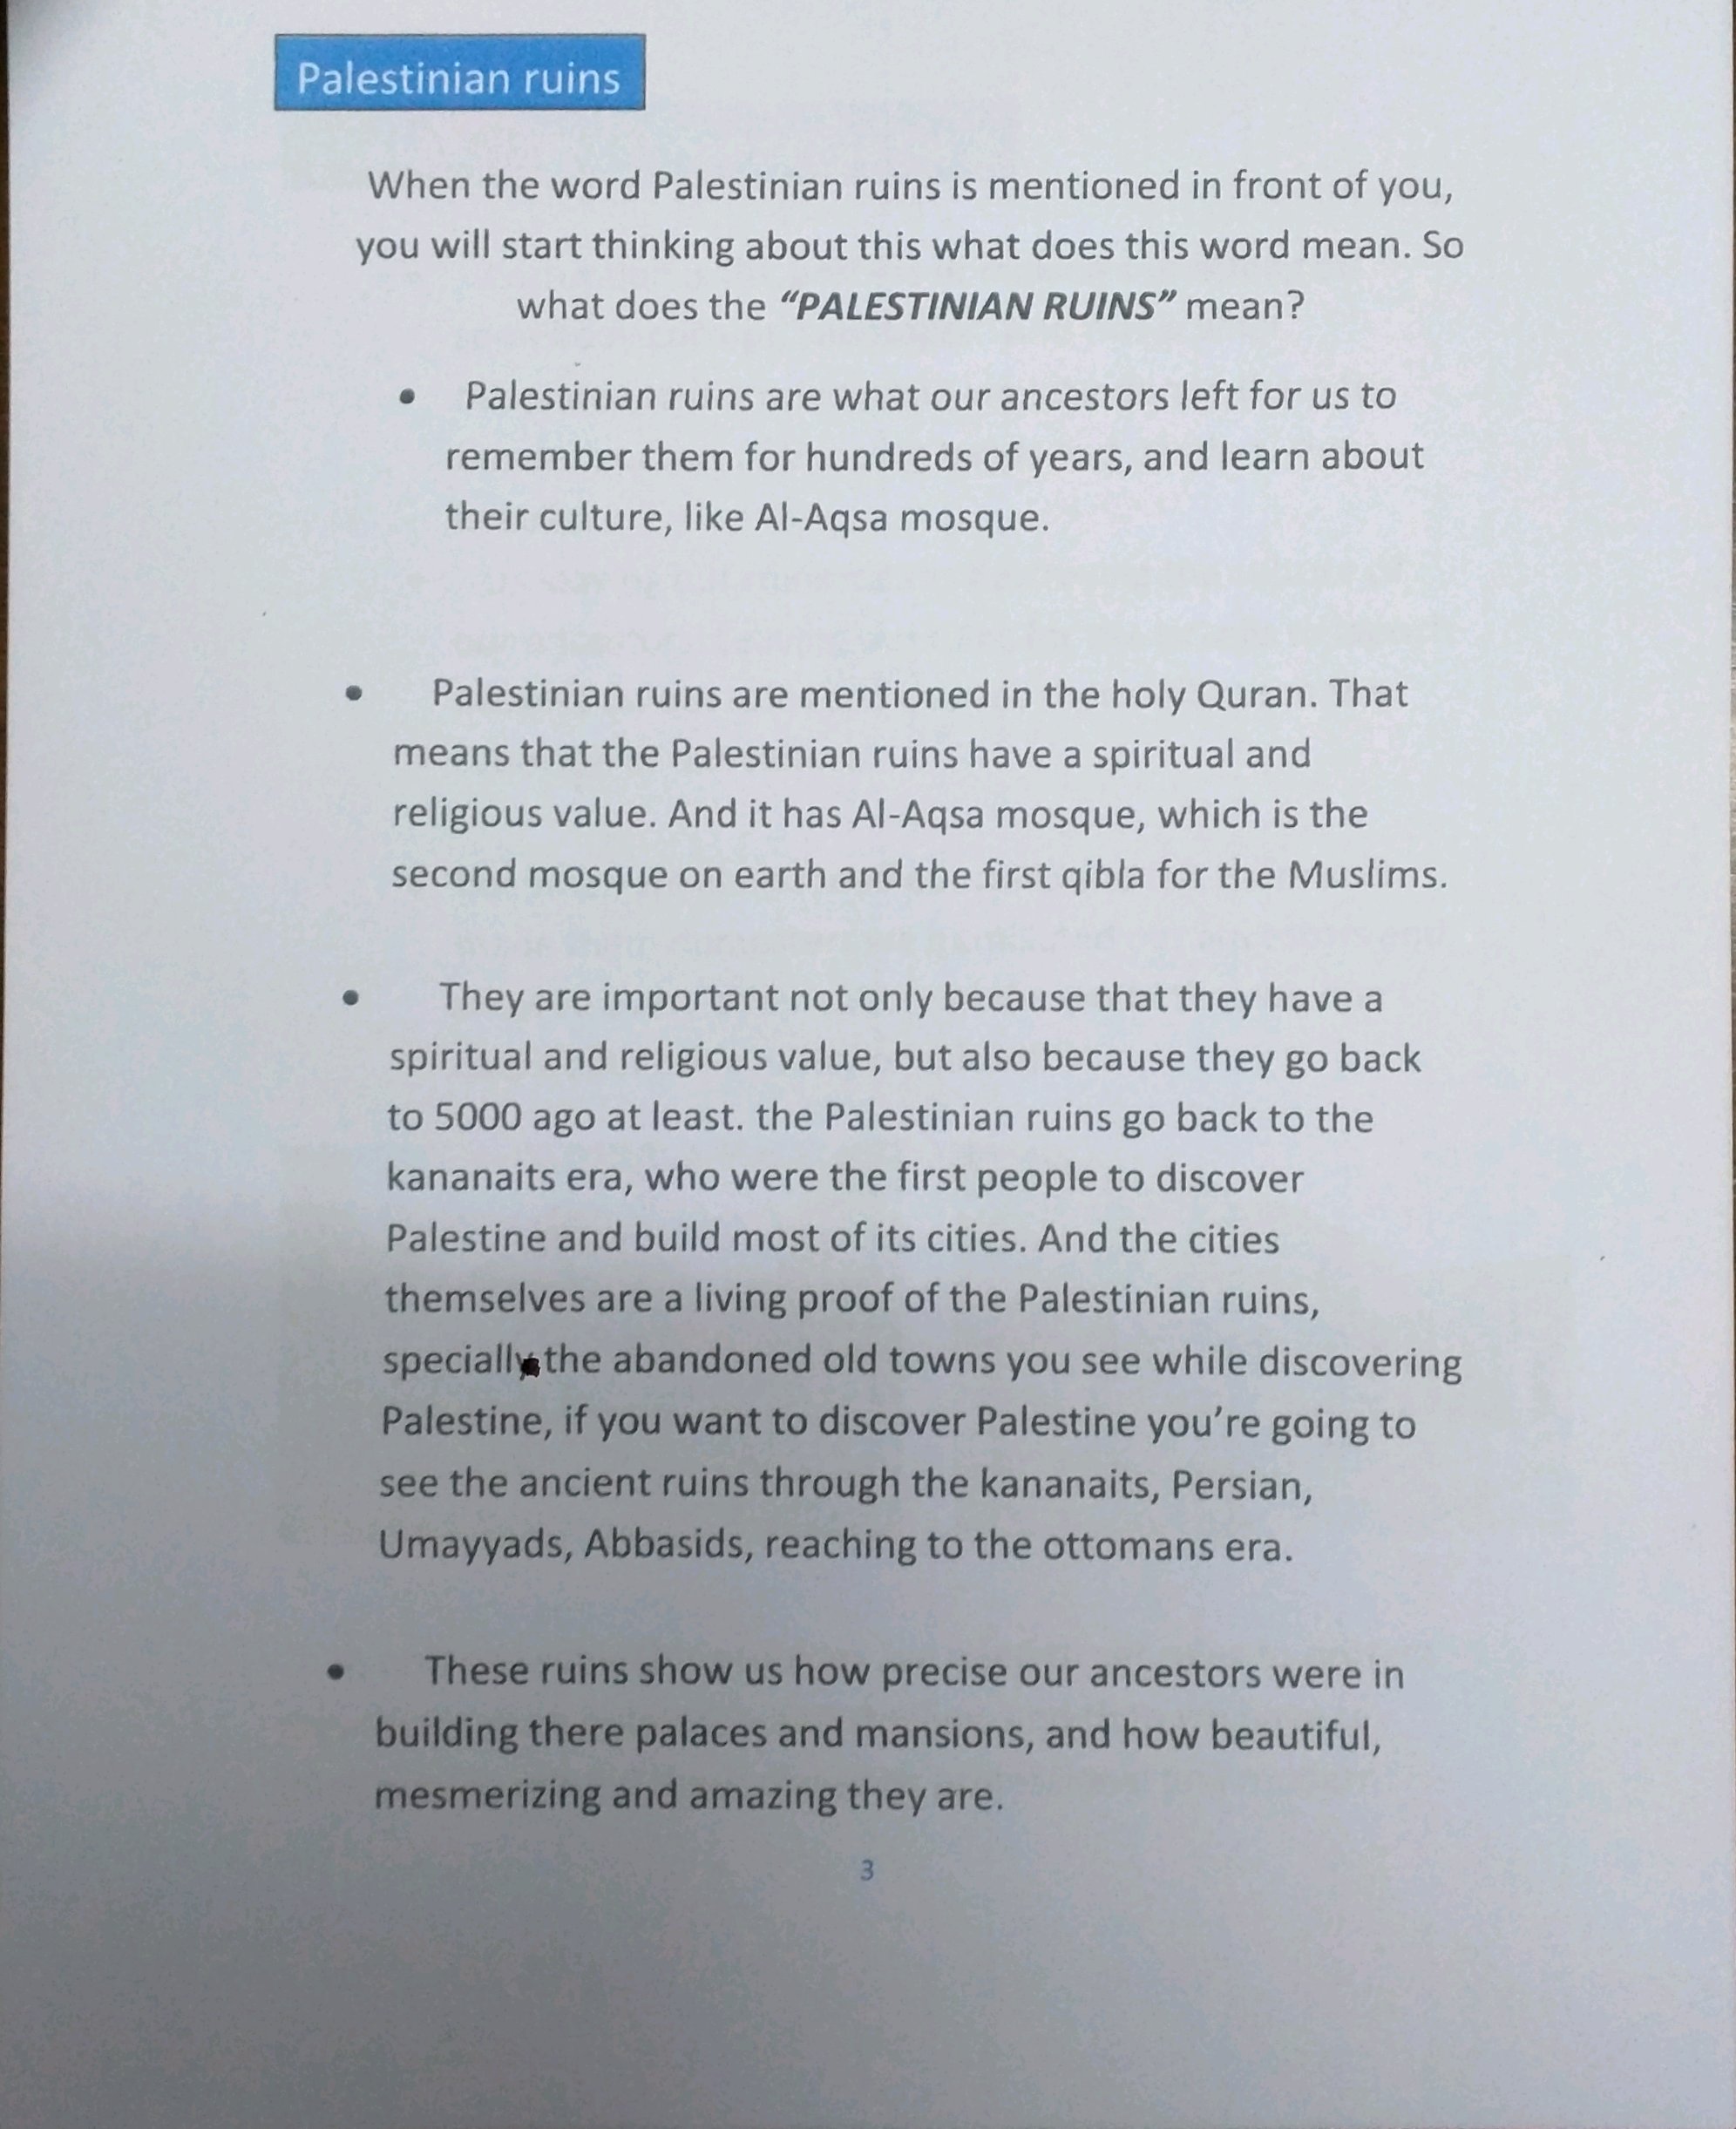 Palestinian ruins
When the word Palestinian ruins is mentioned in front of you,
you will start thinking about this what does this word mean. So
what does the “PALESTINIAN RUINS” mean?
• Palestinian ruins are what our ancestors left for us to
remember them for hundreds of years, and learn about
their culture, like Al-Aqsa mosque.
• Palestinian ruins are mentioned in the holy Quran. That
means that the Palestinian ruins have a spiritual and
religious value. And it has Al-Aqsa mosque, which is the
second mosque on earth and the first qibla for the Muslims.
• They are important not only because that they have a
spiritual and religious value, but also because they go back
to 5000 ago at least. the Palestinian ruins go back to the
kananaits era, who were the first people to discover
Palestine and build most of its cities. And the cities
themselves are a living proof of the Palestinian ruins,
specially the abandoned old towns you see while discovering
Palestine, if you want to discover Palestine you’re going to
see the ancient ruins through the kananaits, Persian,
Umayyads, Abbasids, reaching to the ottomans era.
• These ruins show us how precise our ancestors were in
building there palaces and mansions, and how beautiful,
mesmerizing and amazing they are.
3